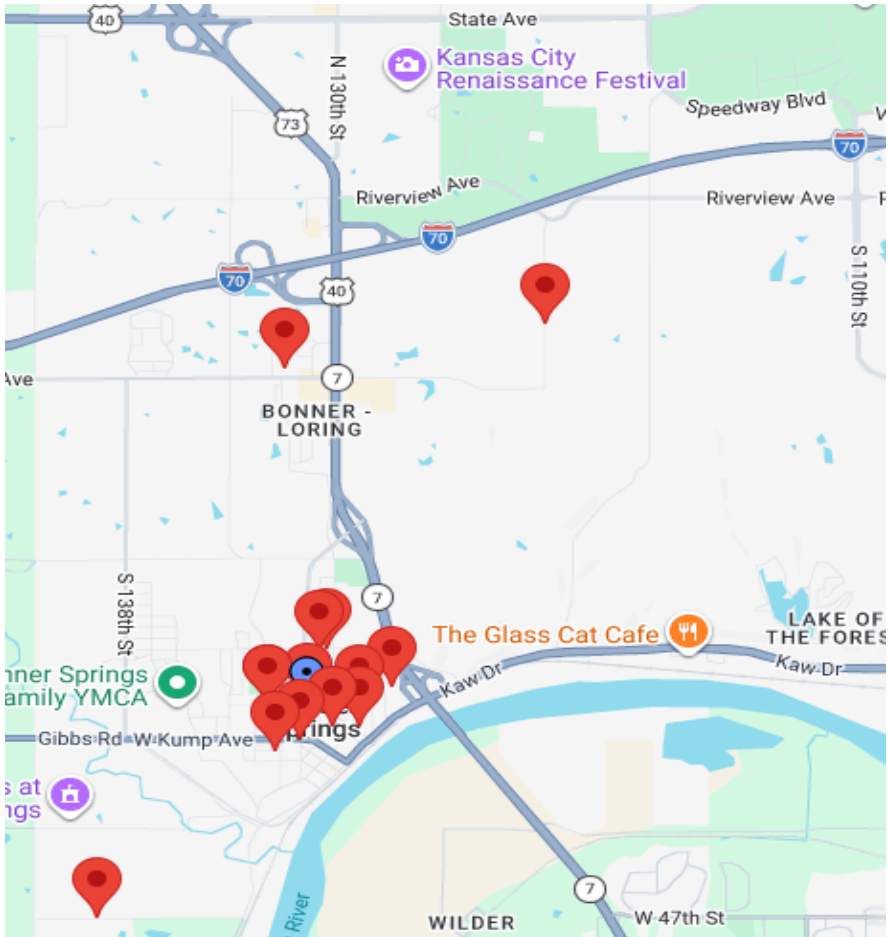 40
State Ave
Kansas City
Renaissance Festival
N 130th St
73
Speedway Blvd
70
Riverview Ave
Riverview Ave
70
S 110th St
70
40
Ave
7
BONNER -
LORING
S 138th St
7
The Glass Cat Cafe
LAKE OF
THE FORES
Kaw Dr
Kaw Dr
nner Springs
amily YMCA
prings
Gibbs Rd
W Kump Ave
s at
ngs
7
River
WILDER
W 47th St